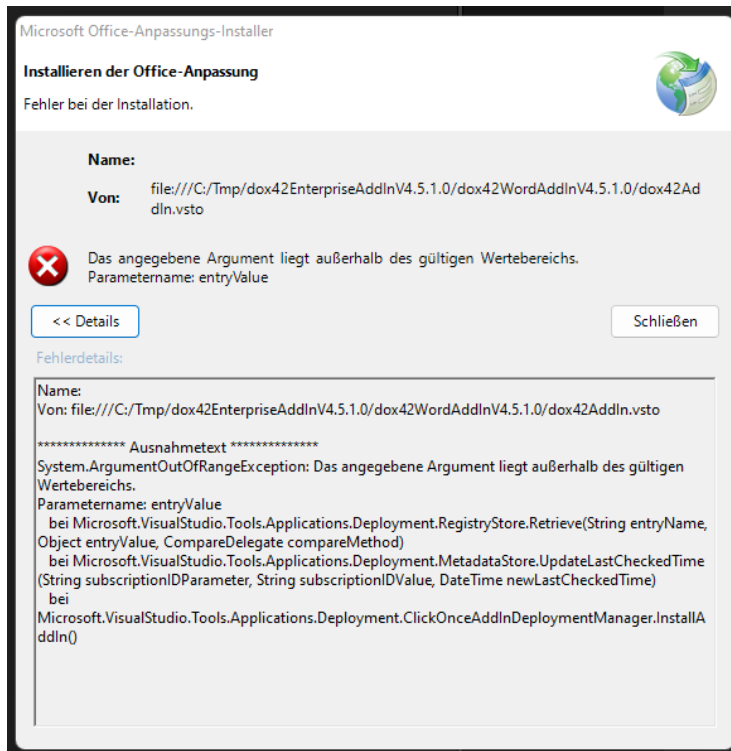 Microsoft Office-Anpassungs-Installer
Installieren der Office-Anpassung
Fehler bei der Installation.
Name:
Von: file:///C:/Tmp/dox42EnterpriseAddInV4.5.1.0/dox42WordAddInV4.5.1.0/dox42Ad
dIn.vsto
Das angegebene Argument liegt außerhalb des gültigen Wertebereichs.
Parametername: entryValue
<< Details
Schließen
Fehlerdetails:
Name:
Von: file:///C:/Tmp/dox42EnterpriseAddInV4.5.1.0/dox42WordAddInV4.5.1.0/dox42AddIn.vsto
************** Ausnahmetext **************
System.ArgumentOutOfRangeException: Das angegebene Argument liegt außerhalb des gültigen
Wertebereichs.
Parametername: entryValue
bei Microsoft.VisualStudio.Tools.Applications.Deployment.RegistryStore.Retrieve(String entryName,
Object entryValue, CompareDelegate compareMethod)
bei Microsoft.VisualStudio.Tools.Applications.Deployment.MetadataStore.UpdateLastCheckedTime
(String subscriptionIDParameter, String subscriptionIDValue, DateTime newLastCheckedTime)
bei
Microsoft.VisualStudio.Tools.Applications.Deployment.ClickOnceAddInDeploymentManager.InstallA
ddIn()